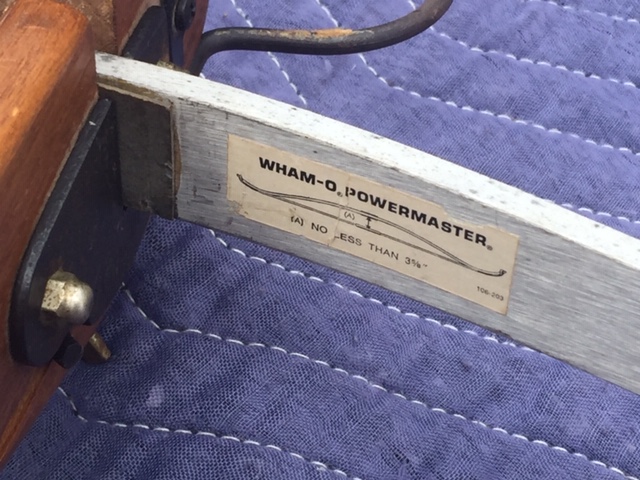 WHAM-O® POWERMASTER®
(A)
(A) NO LESS THAN 3⅝"
106-203